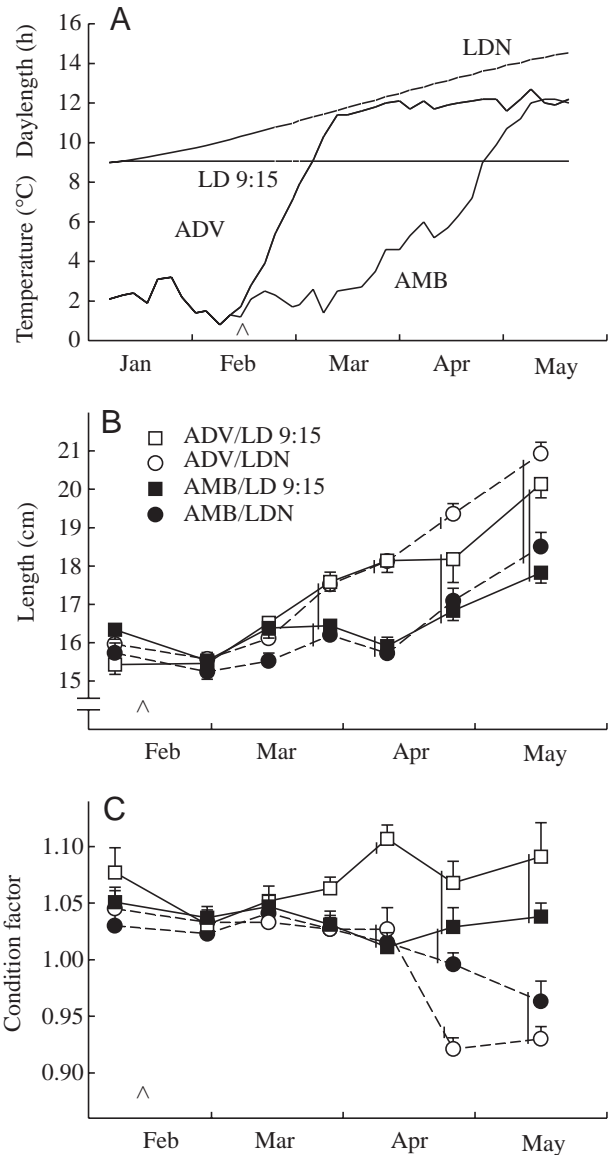 A
Temperature (°C) Daylength (h)
16
14
12
10
8
6
4
2
0
LDN
LD 9:15
ADV
AMB
^
Jan Feb Mar Apr May
B
Length (cm)
21
20
19
18
17
16
15
ADV/LD 9:15
ADV/LDN
AMB/LD 9:15
AMB/LDN
^
Feb Mar Apr May
C
Condition factor
1.10
1.05
1.00
0.95
0.90
^
Feb Mar Apr May